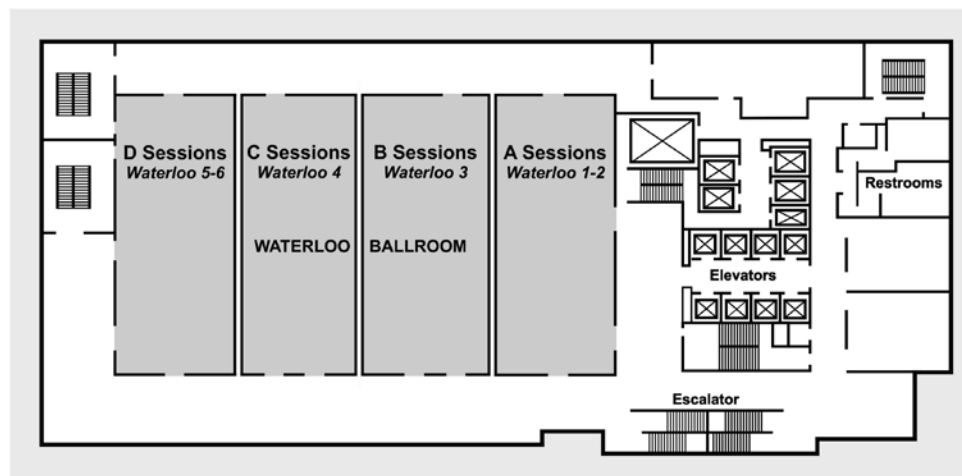 D Sessions
Waterloo 5-6
C Sessions
Waterloo 4
B Sessions
Waterloo 3
A Sessions
Waterloo 1-2
Restrooms
WATERLOO BALLROOM
Elevators
Escalator